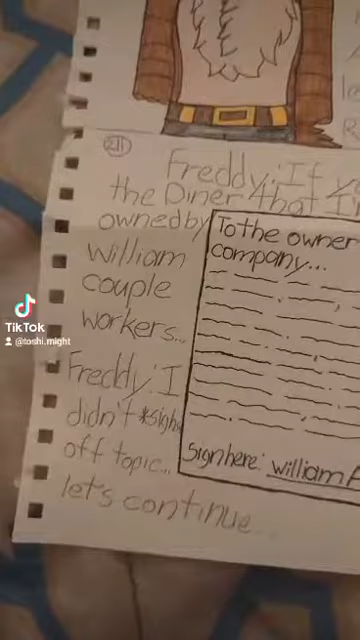 Freddy: If
the Diner that I
owned by
William
couple
workers...
Freddy: I
didn't *sigh*
off topic...
let's continue...
To the owner
company...
Sign here: William
TikTok
@toshi.might